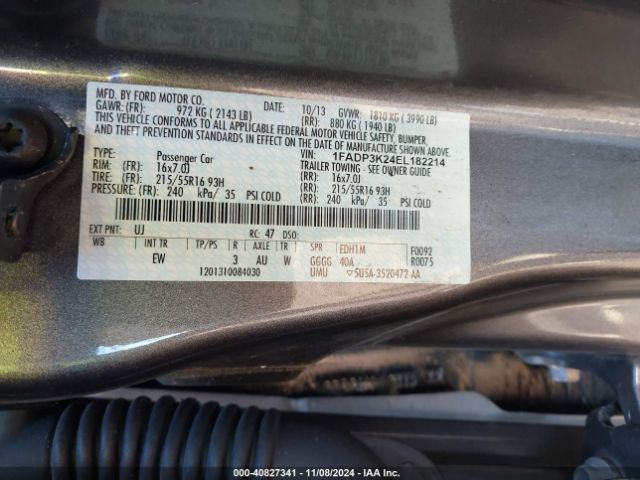 MFD. BY FORD MOTOR CO.
DATE: 10/13 GVWR: 1810 KG ( 3990 LB)
GAWR: (FR): 972 KG ( 2143 LB) (RR): 880 KG ( 1940 LB)
THIS VEHICLE CONFORMS TO ALL APPLICABLE FEDERAL MOTOR VEHICLE SAFETY, BUMPER,
AND THEFT PREVENTION STANDARDS IN EFFECT ON THE DATE OF MANUFACTURE SHOWN ABOVE.
VIN: 1FADP3K24EL182214
TYPE: Passenger Car TRAILER TOWING - SEE OWNER GUIDE
RIM: (FR): 16x7.0J (RR): 16x7.0J
TIRE: (FR): 215/55R16 93H (RR): 215/55R16 93H
PRESSURE: (FR): 240 kPa/ 35 PSI COLD (RR): 240 kPa/ 35 PSI COLD
EXT PNT: UJ RC: 47 DSO: F0092
WB INT TR TP/PS R AXLE TR SPR EDH1M R0075
EW 3 AU W GGGG 40A
1201310084030 UMU 5U5A-3520472-AA
000-40827341 - 11/08/2024 - IAA Inc.